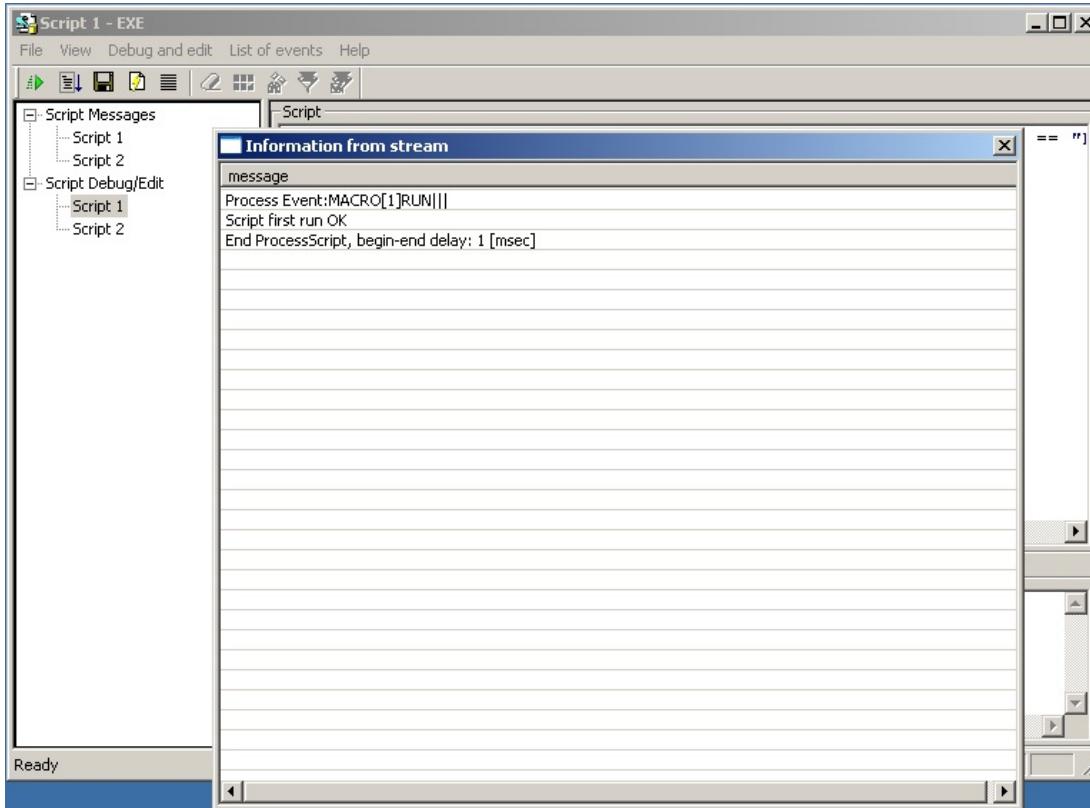 Script 1 - EXE
File View Debug and edit List of events Help
Script Messages
Script 1
Script 2
Script Debug/Edit
Script 1
Script 2
Script
== "]
Information from stream
message
Process Event:MACRO[1]RUN|||
Script first run OK
End ProcessScript, begin-end delay: 1 [msec]
Ready